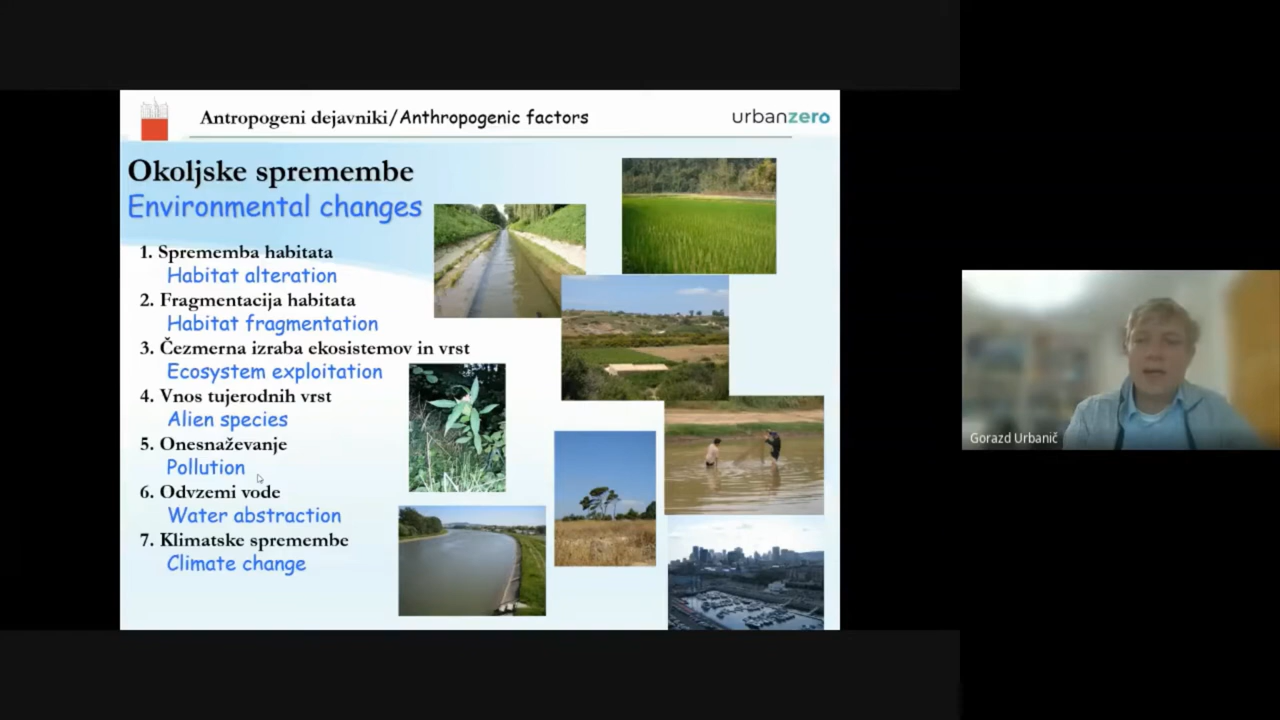 Antropogeni dejavniki/Anthropogenic factors
urbanzero
Okoljske spremembe
Environmental changes
1. Sprememba habitata
Habitat alteration
2. Fragmentacija habitata
Habitat fragmentation
3. Čezmerna izraba ekosistemov in vrst
Ecosystem exploitation
4. Vnos tujerodnih vrst
Alien species
5. Onesnaževanje
Pollution
6. Odvzemi vode
Water abstraction
7. Klimatske spremembe
Climate change
Gorazd Urbanič